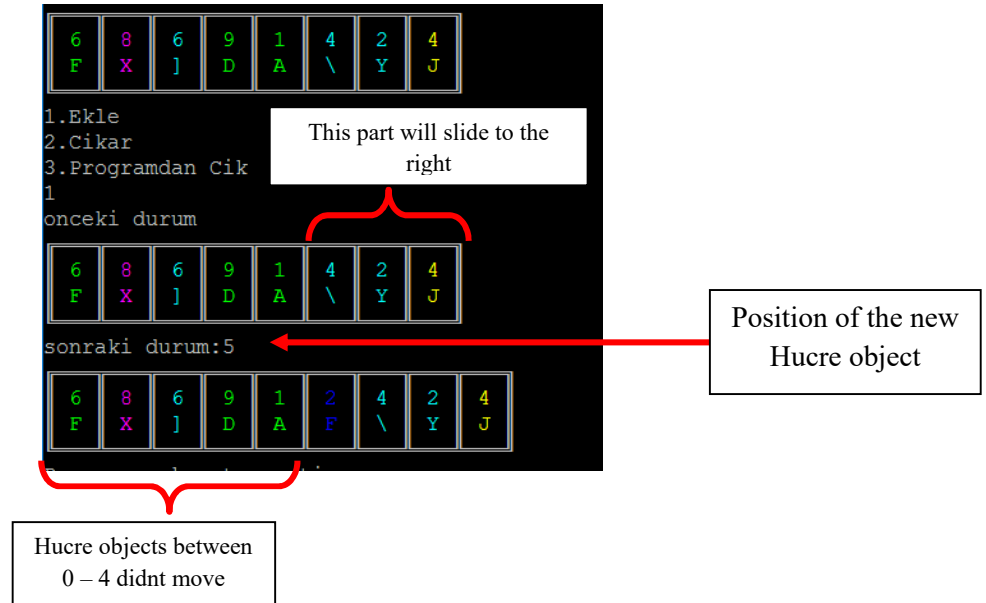 6 8 6 9 1 4 2 4
F X ] D A \ Y J
1.Ekle
2.Cikar
3.Programdan Cik
1
onceki durum
This part will slide to the
right
6 8 6 9 1 4 2 4
F X ] D A \ Y J
sonraki durum:5
Position of the new
Hucre object
6 8 6 9 1 2 4 2 4
F X ] D A F \ Y J
Hucre objects between
0 – 4 didnt move